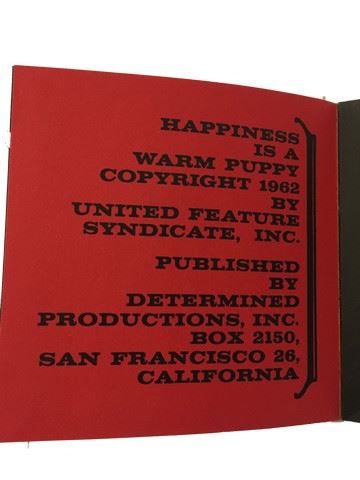 HAPPINESS
IS A
WARM PUPPY
COPYRIGHT 1962
BY
UNITED FEATURE
SYNDICATE, INC.
PUBLISHED
BY
DETERMINED
PRODUCTIONS, INC.
BOX 2150,
SAN FRANCISCO 26,
CALIFORNIA